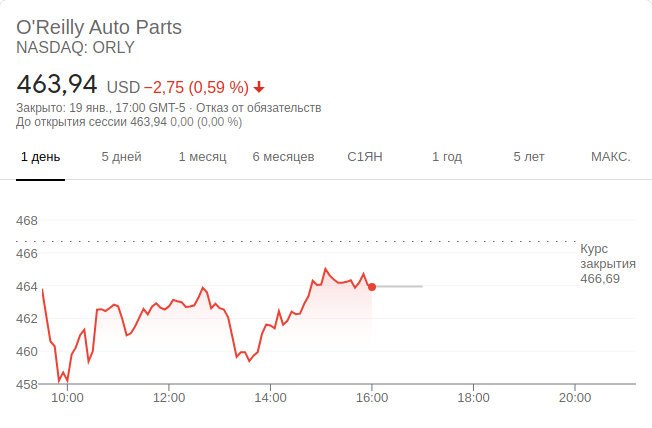 O'Reilly Auto Parts
NASDAQ: ORLY
463,94 USD −2,75 (0,59 %)
Закрыто: 19 янв., 17:00 GMT-5 · Отказ от обязательств
До открытия сессии 463,94 0,00 (0,00 %)
1 день 5 дней 1 месяц 6 месяцев С1ЯН 1 год 5 лет МАКС.
468
466
464
462
460
458
Курс
закрытия
466,69
10:00 12:00 14:00 16:00 18:00 20:00